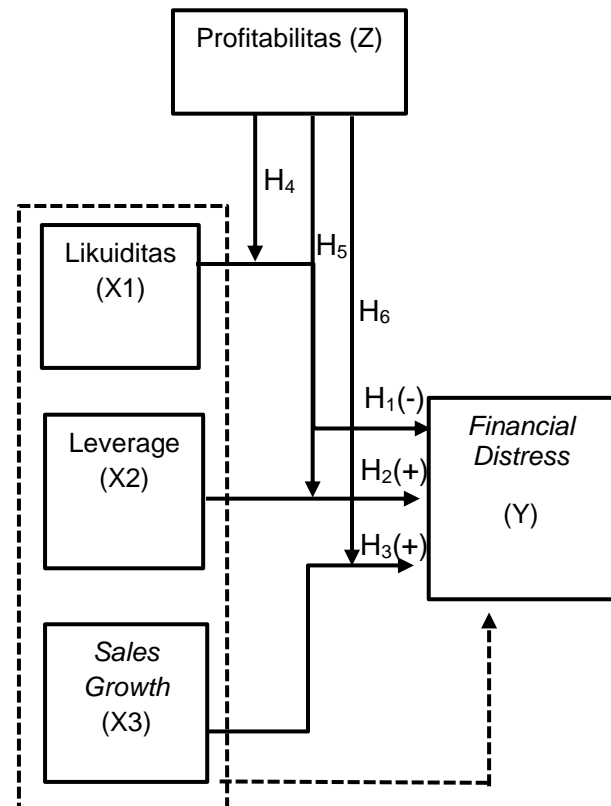 Profitabilitas (Z)
H₄
H₅
H₆
Likuiditas
(X1)
Leverage
(X2)
Sales
Growth
(X3)
H₁(-)
H₂(+)
H₃(+)
Financial
Distress
(Y)